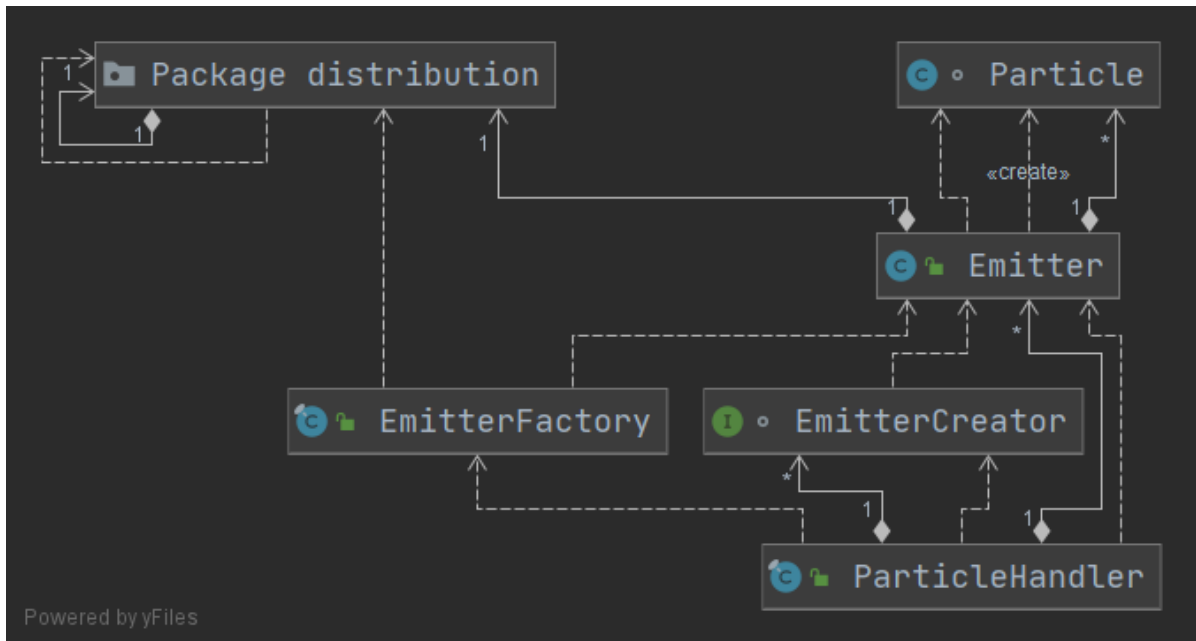 Package distribution
Particle
1
1
1
*
«create»
1
1
Emitter
*
EmitterFactory
EmitterCreator
*
1
1
ParticleHandler
Powered by yFiles